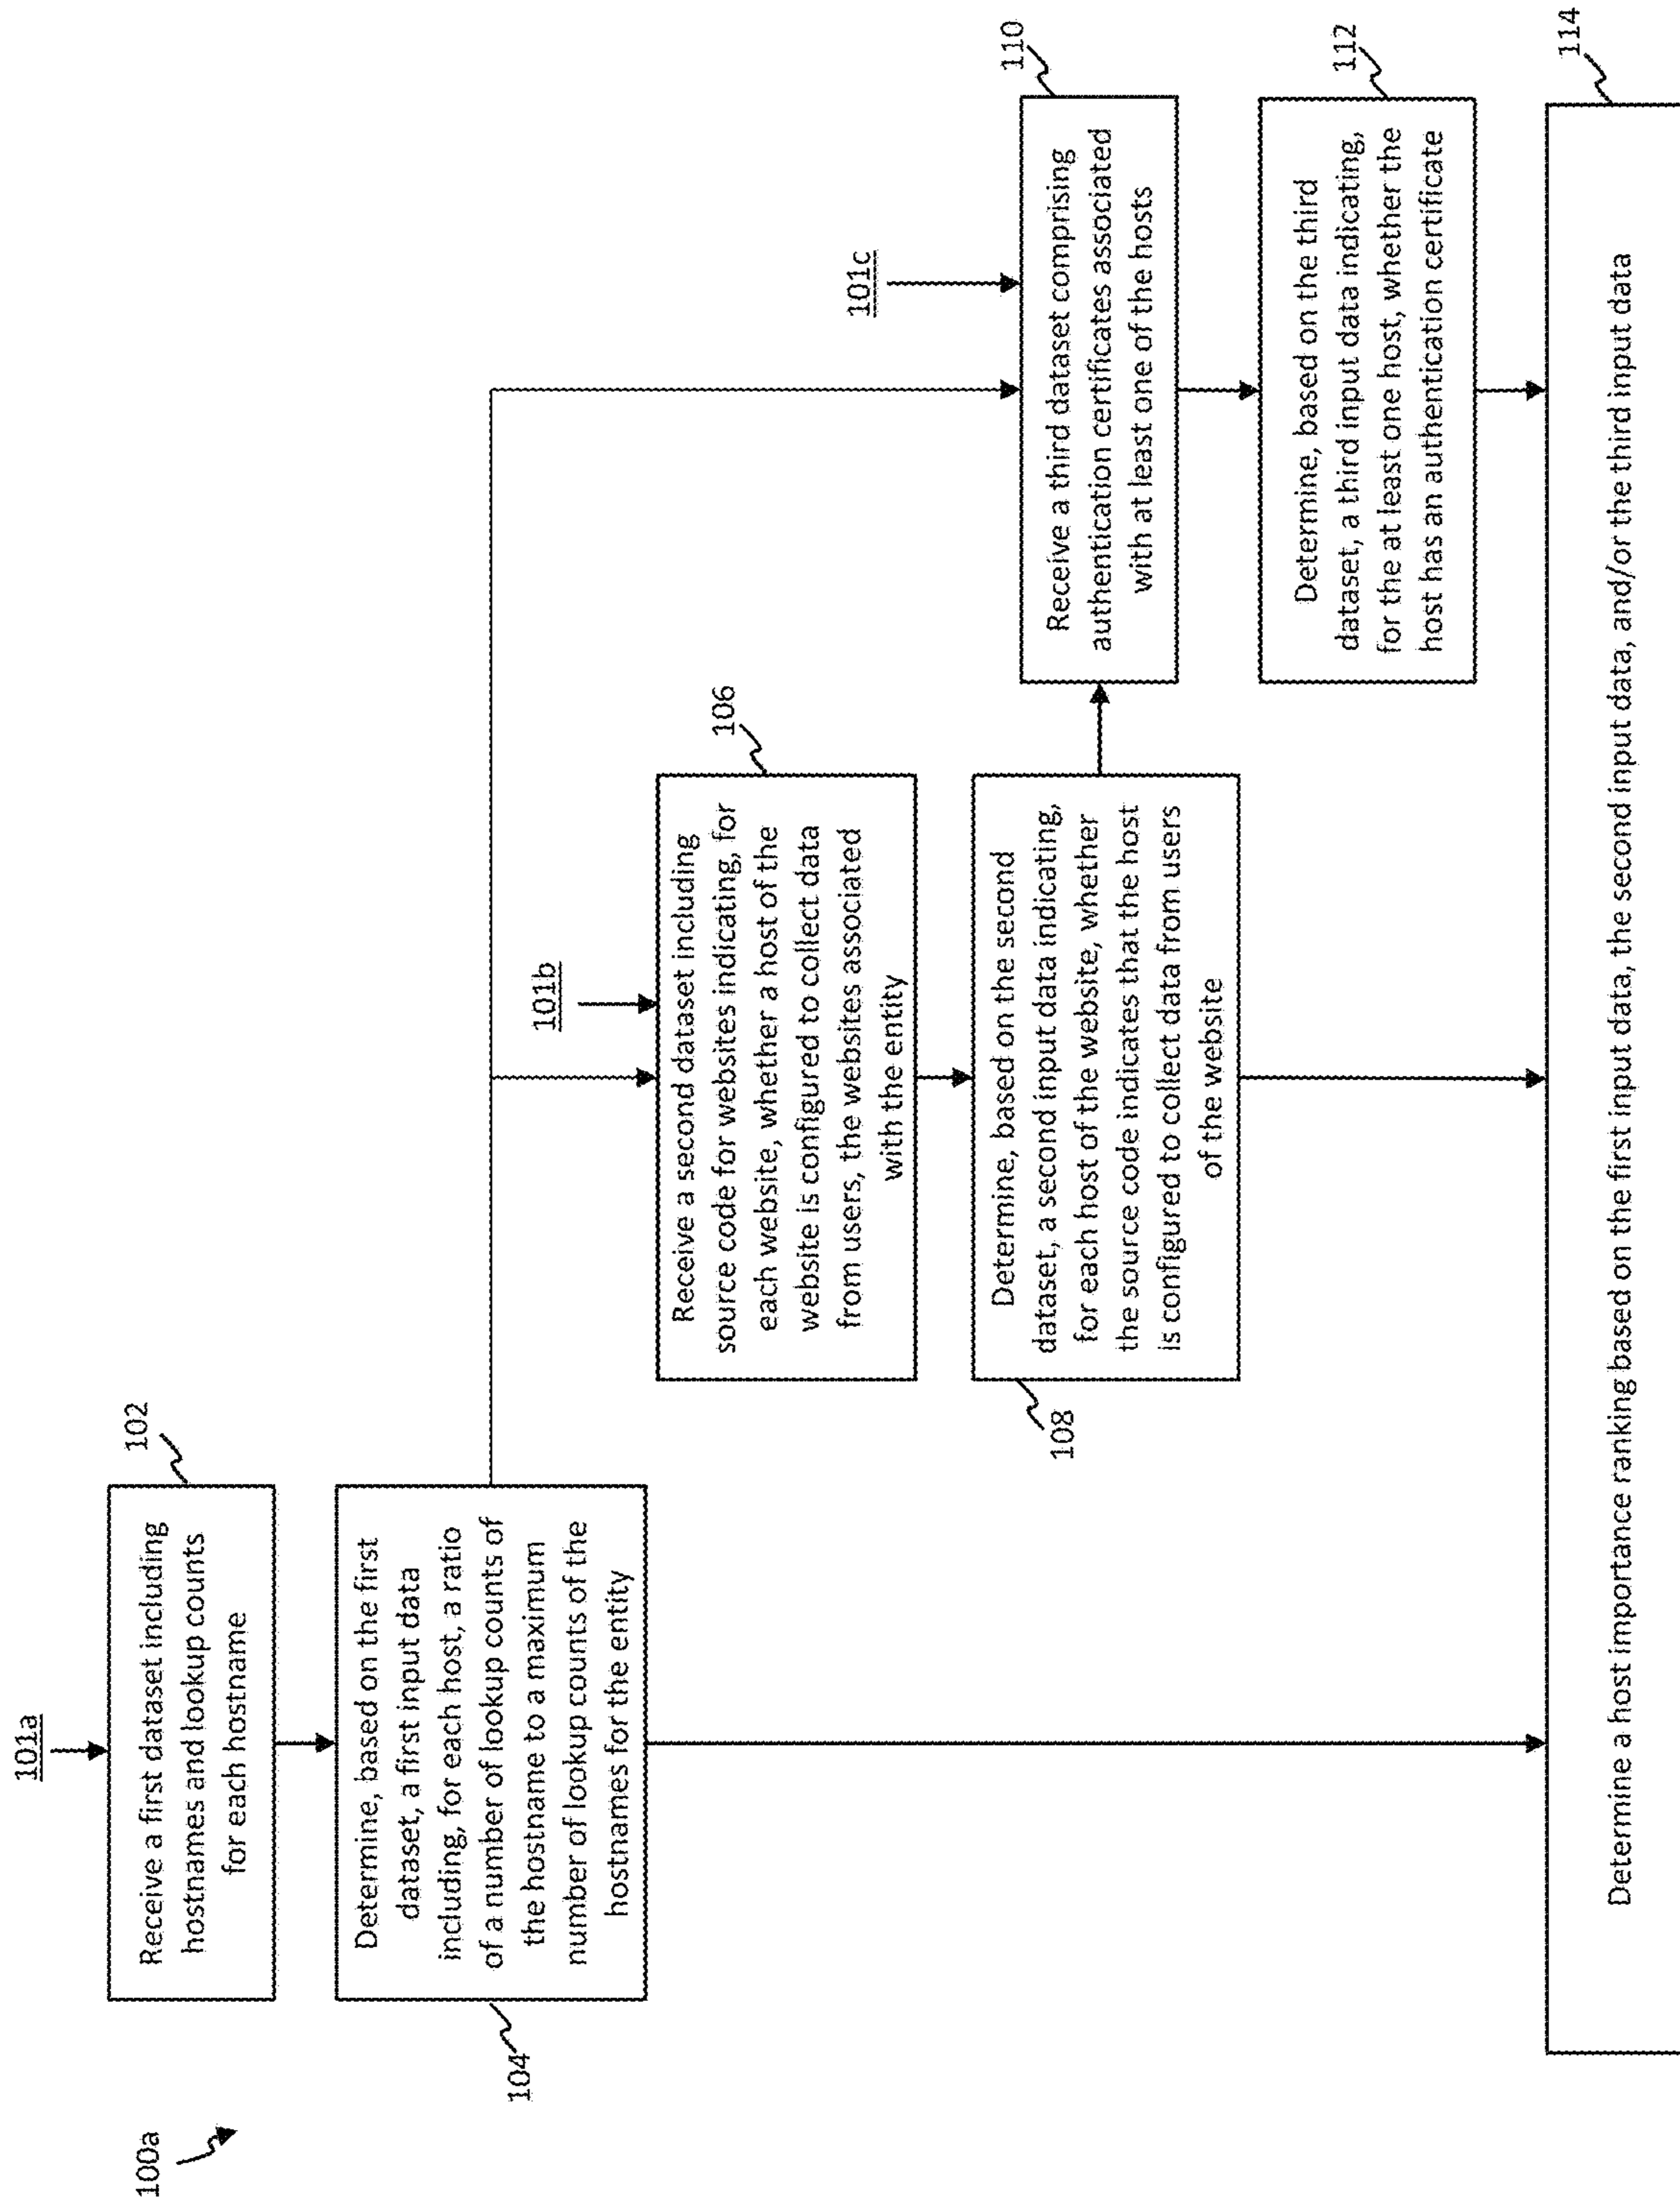 100a
101a
102
Receive a first dataset including
hostnames and lookup counts
for each hostname
104
Determine, based on the first
dataset, a first input data
including, for each host, a ratio
of a number of lookup counts of
the hostname to a maximum
number of lookup counts of the
hostnames for the entity
101b
106
Receive a second dataset including
source code for websites indicating, for
each website, whether a host of the
website is configured to collect data
from users, the websites associated
with the entity
108
Determine, based on the second
dataset, a second input data indicating,
for each host of the website, whether
the source code indicates that the host
is configured to collect data from users
of the website
101c
110
Receive a third dataset comprising
authentication certificates associated
with at least one of the hosts
112
Determine, based on the third
dataset, a third input data indicating,
for the at least one host, whether the
host has an authentication certificate
114
Determine a host importance ranking based on the first input data, the second input data, and/or the third input data